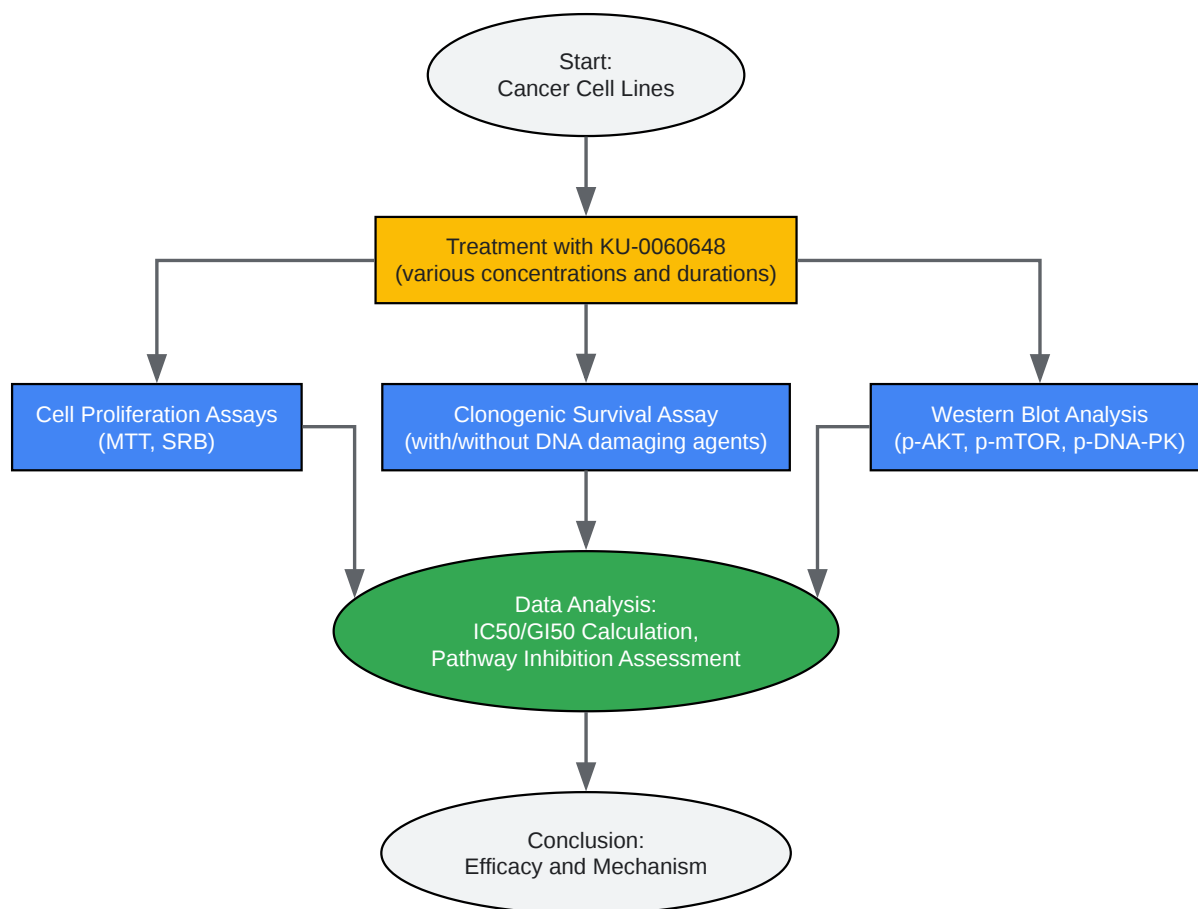 Start:
Cancer Cell Lines
Treatment with KU-0060648
(various concentrations and durations)
Cell Proliferation Assays
(MTT, SRB)
Clonogenic Survival Assay
(with/without DNA damaging agents)
Western Blot Analysis
(p-AKT, p-mTOR, p-DNA-PK)
Data Analysis:
IC50/GI50 Calculation,
Pathway Inhibition Assessment
Conclusion:
Efficacy and Mechanism